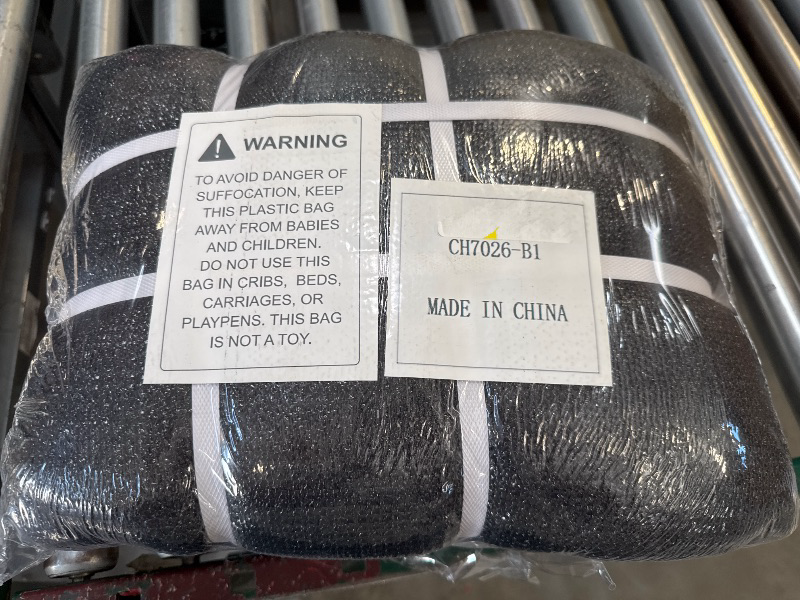 WARNING
TO AVOID DANGER OF
SUFFOCATION, KEEP
THIS PLASTIC BAG
AWAY FROM BABIES
AND CHILDREN.
DO NOT USE THIS
BAG IN CRIBS, BEDS,
CARRIAGES, OR
PLAYPENS. THIS BAG
IS NOT A TOY.
CH7026-B1
MADE IN CHINA